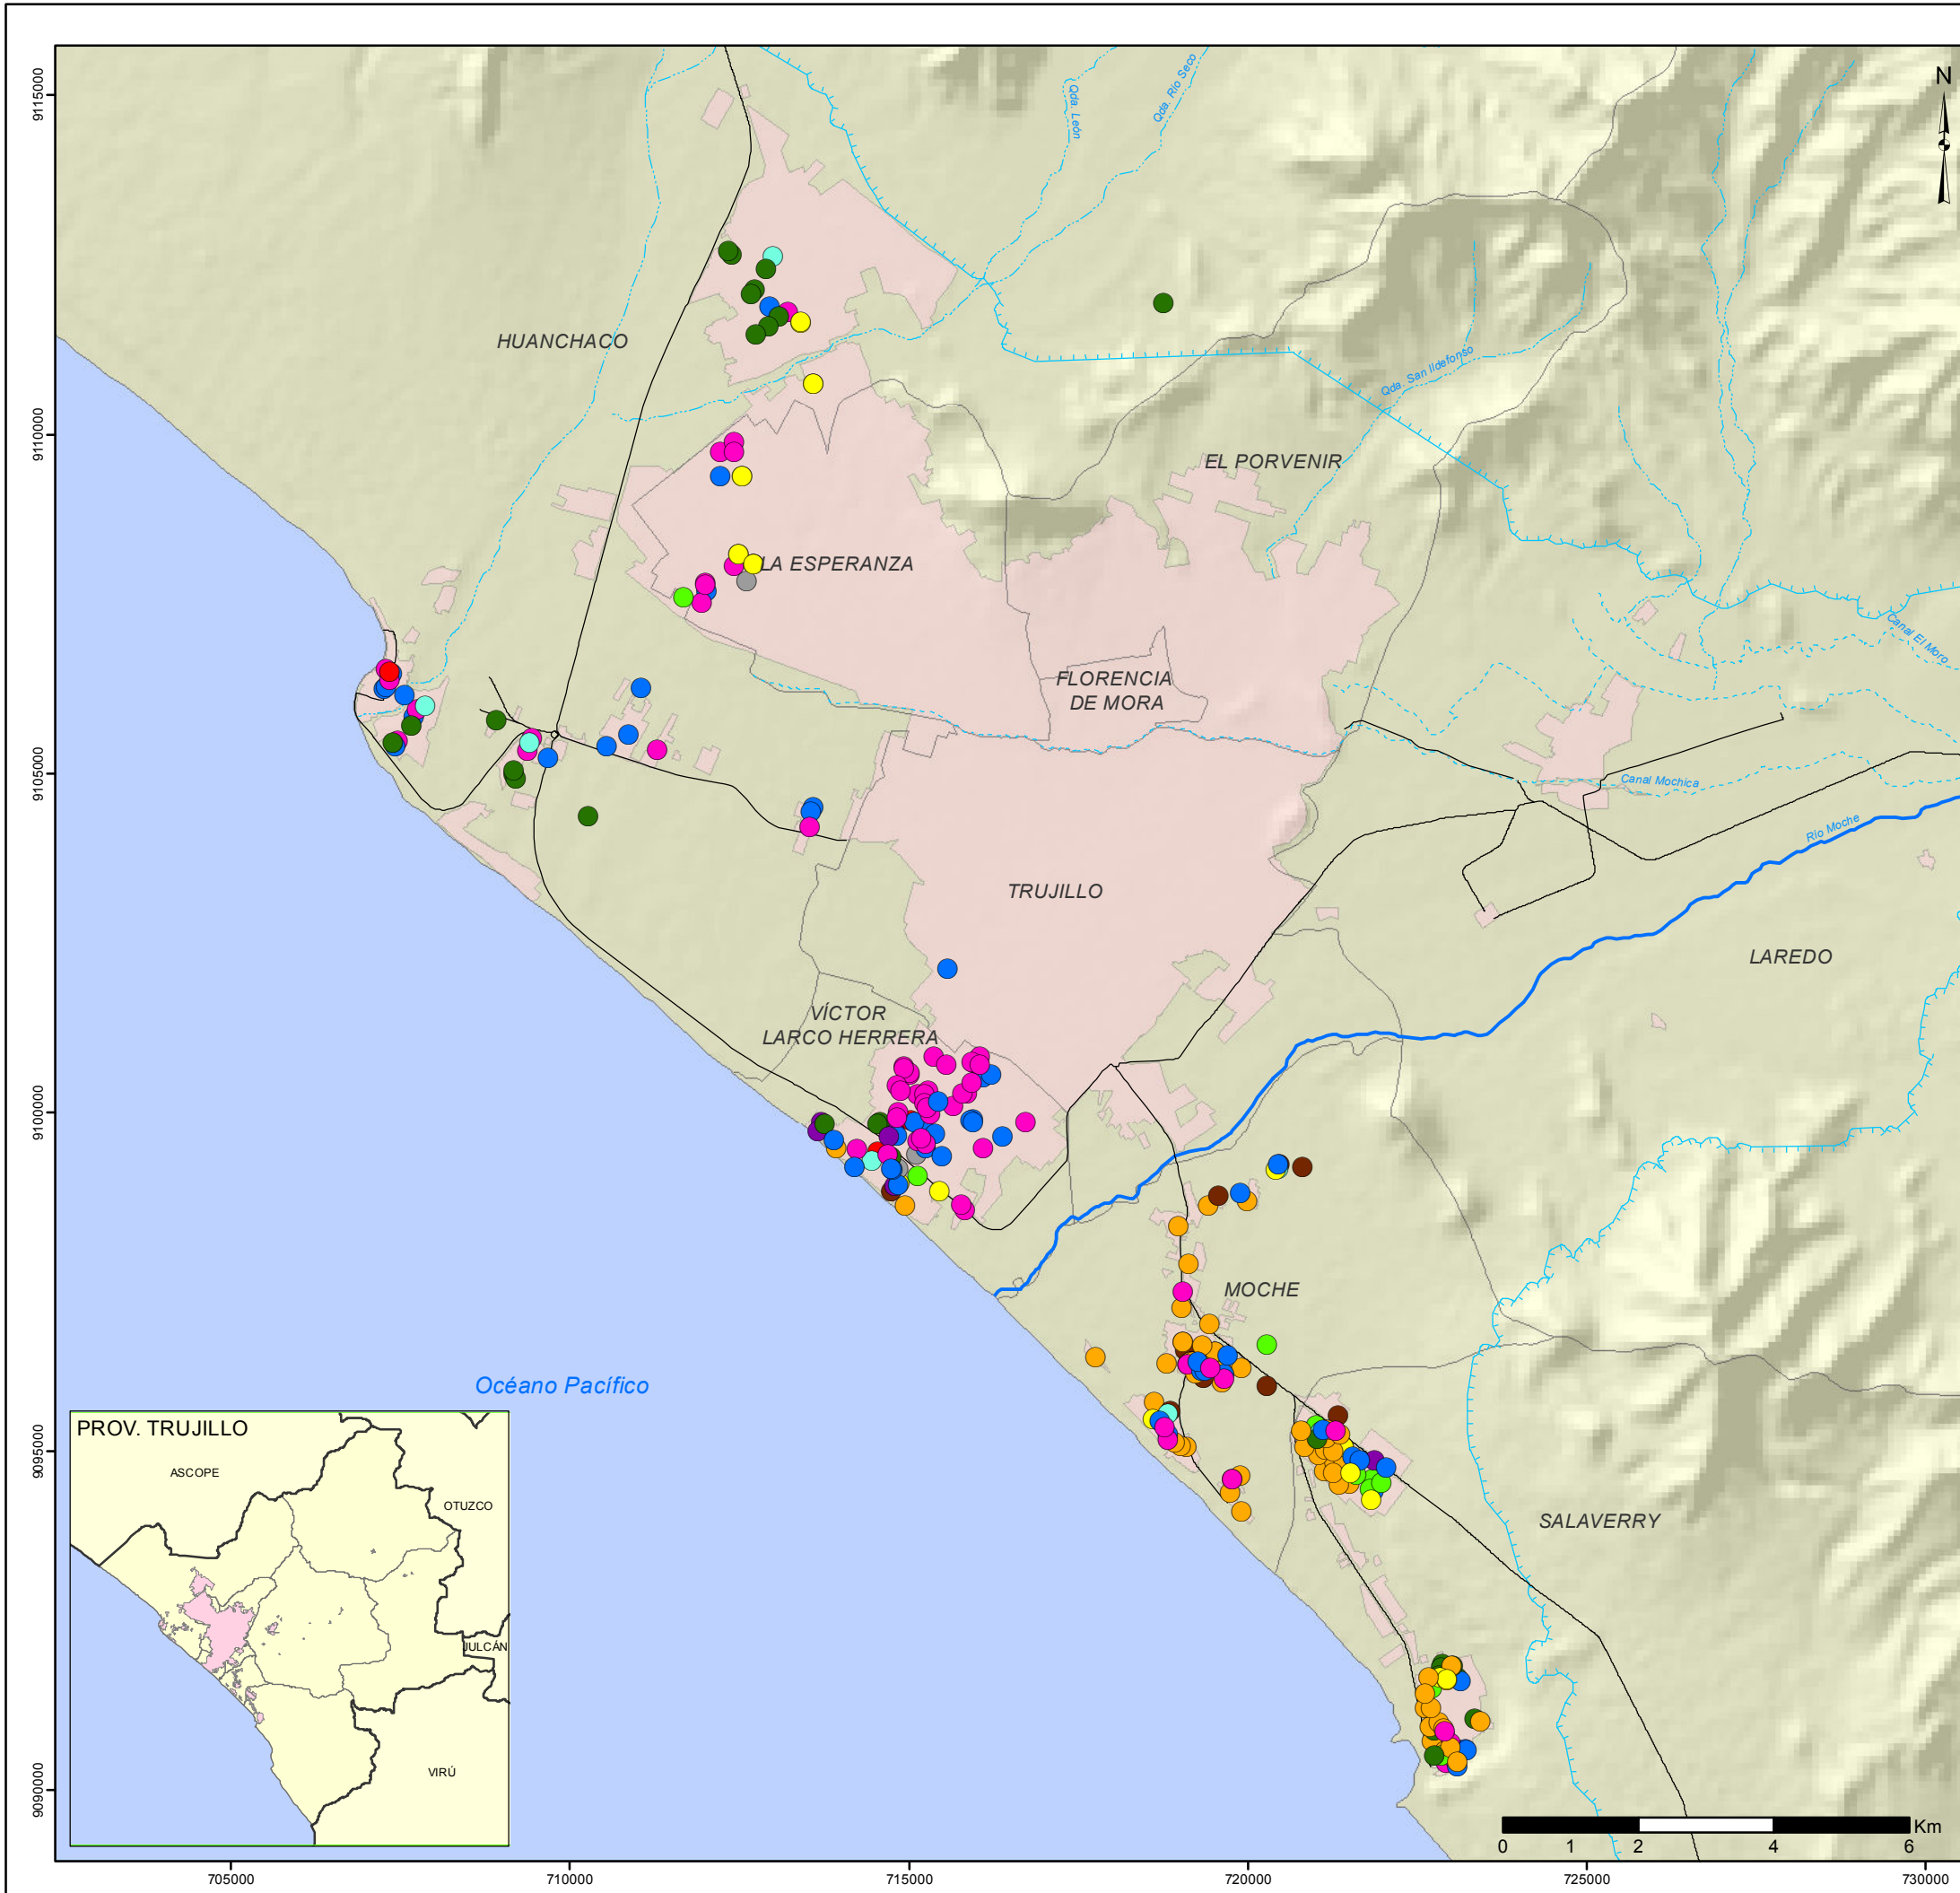 N
9115000
Qda. León
Qda. Río Seco
HUANCHACO
Qda. San Ildefonso
9110000
EL PORVENIR
LA ESPERANZA
Canal El Moro
FLORENCIA
DE MORA
9105000
Canal Mochica
Río Moche
TRUJILLO
LAREDO
VÍCTOR
LARCO HERRERA
9100000
MOCHE
Océano Pacífico
9095000
SALAVERRY
PROV. TRUJILLO
ASCOPE
OTUZCO
JULCÁN
VIRÚ
9090000
Km
0 1 2 4 6
705000 710000 715000 720000 725000 730000